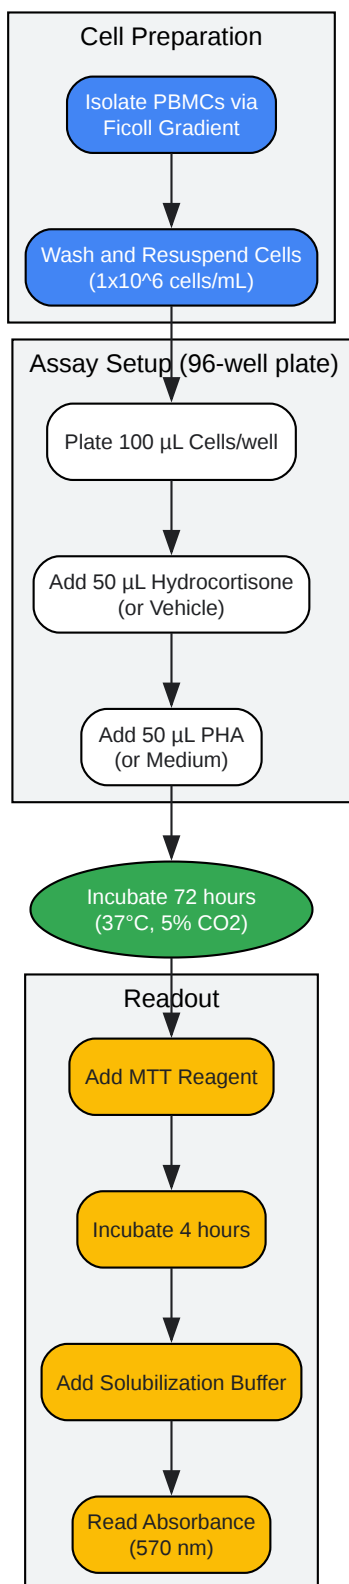 Cell Preparation
Isolate PBMCs via
Ficoll Gradient
Wash and Resuspend Cells
(1x10^6 cells/mL)
Assay Setup (96-well plate)
Plate 100 µL Cells/well
Add 50 µL Hydrocortisone
(or Vehicle)
Add 50 µL PHA
(or Medium)
Incubate 72 hours
(37°C, 5% CO2)
Readout
Add MTT Reagent
Incubate 4 hours
Add Solubilization Buffer
Read Absorbance
(570 nm)